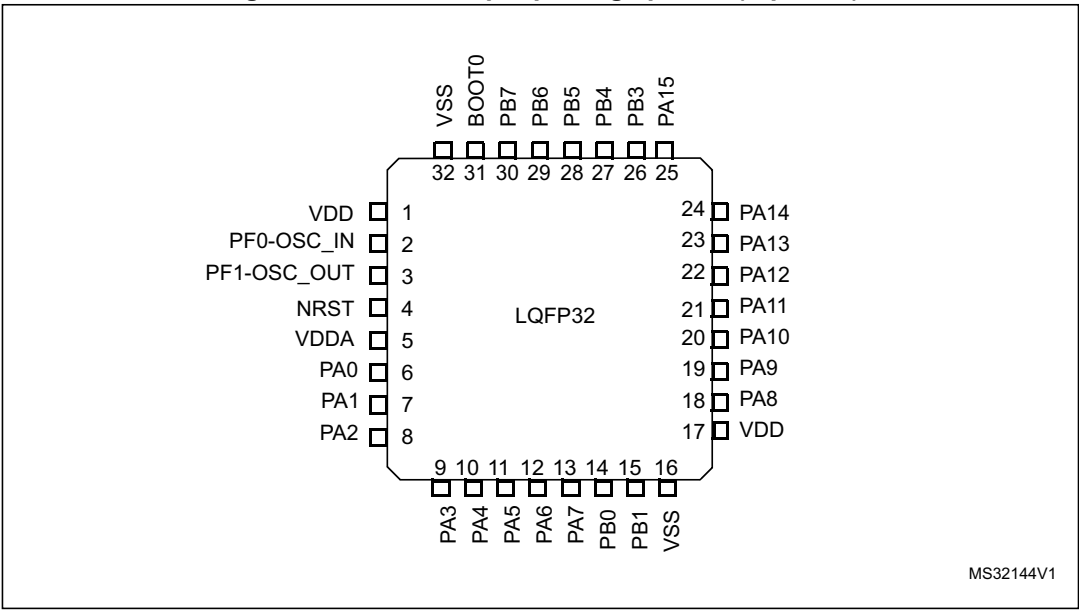 VSS
BOOT0
PB7
PB6
PB5
PB4
PB3
PA15
32 31 30 29 28 27 26 25
VDD 1 24 PA14
PF0-OSC_IN 2 23 PA13
PF1-OSC_OUT 3 22 PA12
NRST 4 21 PA11
LQFP32
VDDA 5 20 PA10
PA0 6 19 PA9
PA1 7 18 PA8
PA2 8 17 VDD
9 10 11 12 13 14 15 16
PA3
PA4
PA5
PA6
PA7
PB0
PB1
VSS
MS32144V1